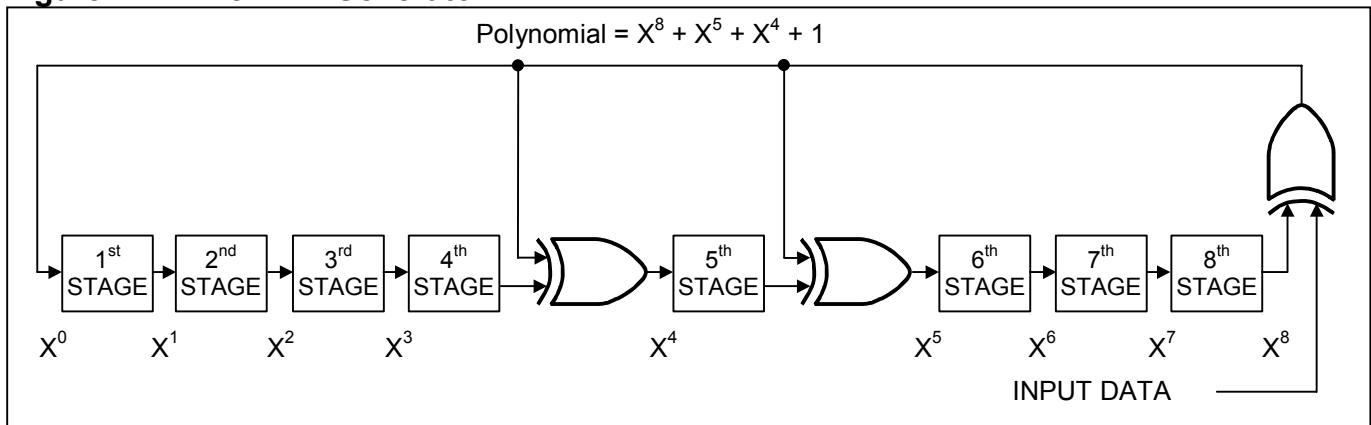 Polynomial = X⁸ + X⁵ + X⁴ + 1
1st STAGE
2nd STAGE
3rd STAGE
4th STAGE
5th STAGE
6th STAGE
7th STAGE
8th STAGE
X⁰ X¹ X² X³ X⁴ X⁵ X⁶ X⁷ X⁸
INPUT DATA